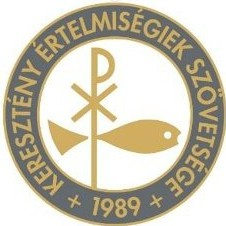 KERESZTÉNY ÉRTELMISÉGIEK SZÖVETSÉGE
+ 1989 +